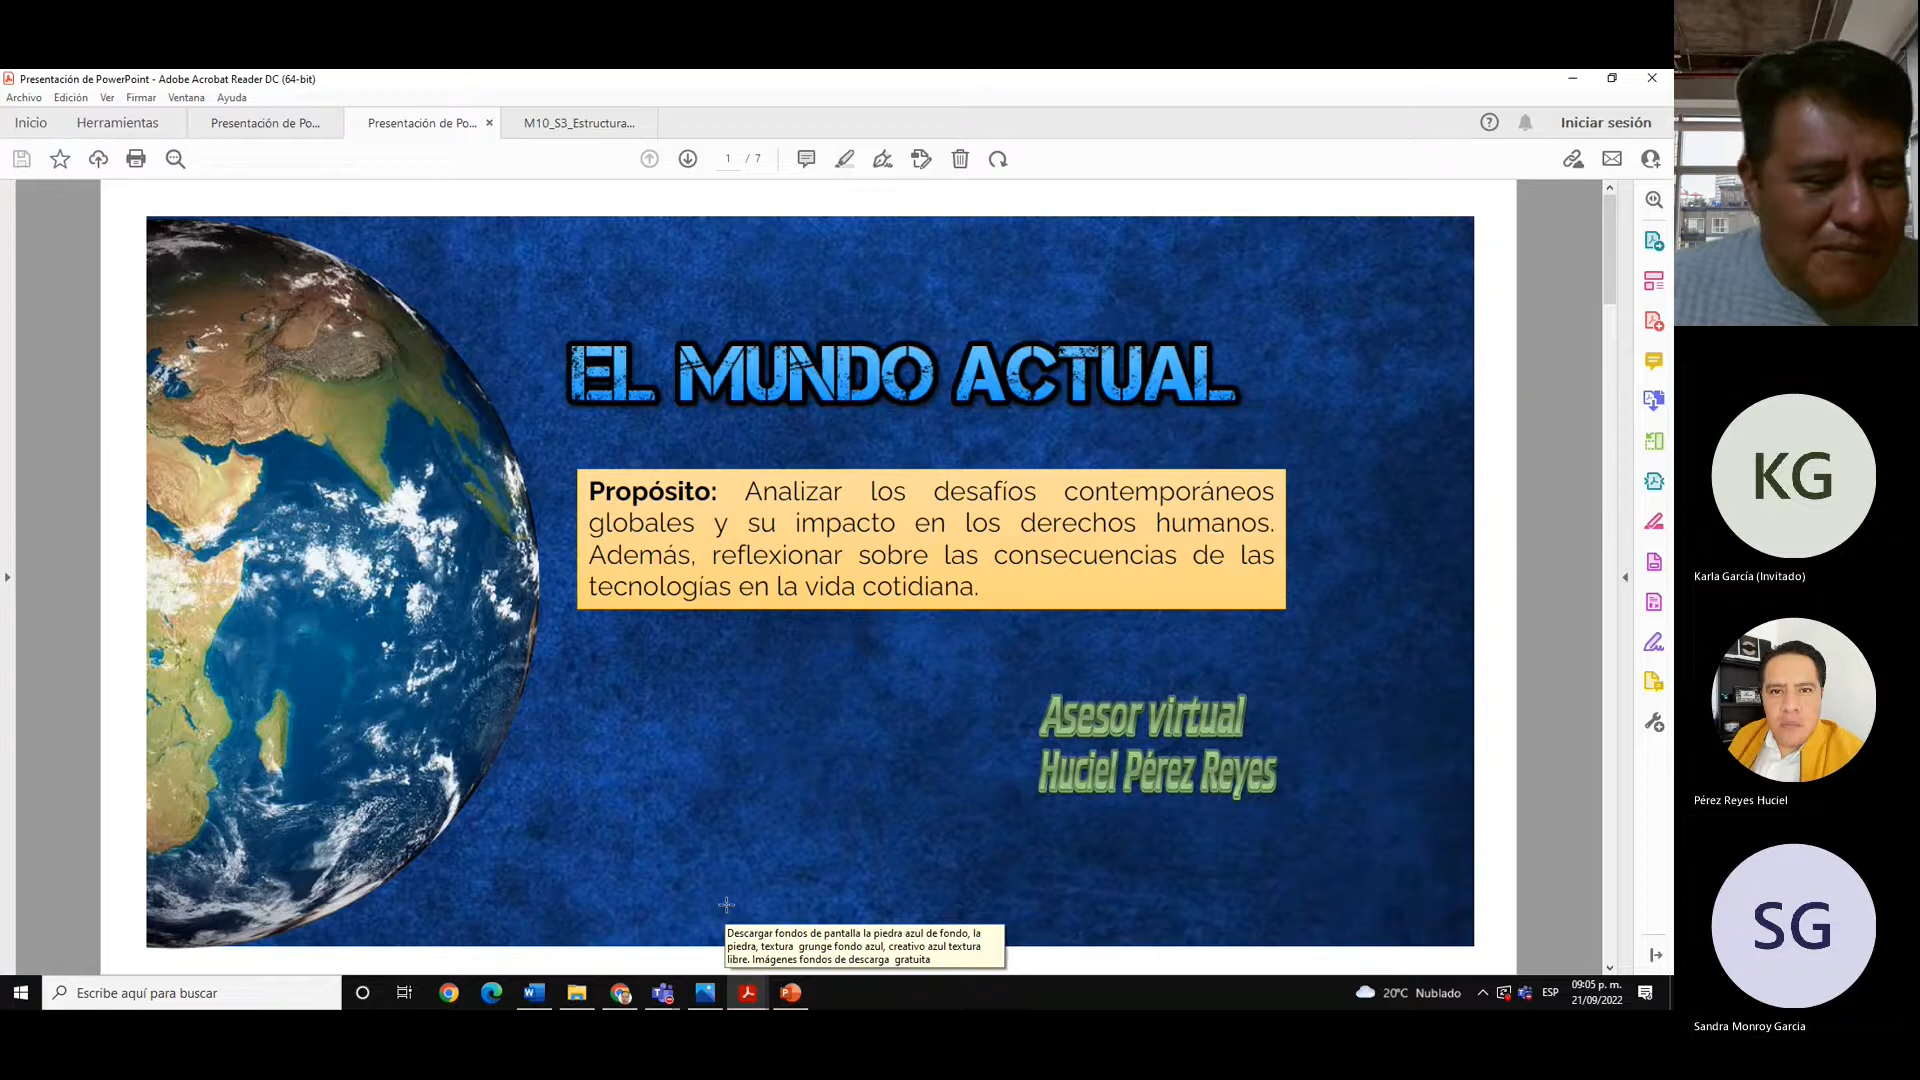 Presentación de PowerPoint - Adobe Acrobat Reader DC (64-bit)
Archivo Edición Ver Firmar Ventana Ayuda
Inicio Herramientas Presentación de Po... Presentación de Po... × M10_S3_Estructura... Iniciar sesión
1 / 7
EL MUNDO ACTUAL
Propósito: Analizar los desafíos contemporáneos
globales y su impacto en los derechos humanos.
Además, reflexionar sobre las consecuencias de las
tecnologías en la vida cotidiana.
Asesor virtual
Huciel Pérez Reyes
Descargar fondos de pantalla la piedra azul de fondo, la
piedra, textura grunge fondo azul, creativo azul textura
libre. Imágenes fondos de descarga gratuita
Escribe aquí para buscar
20°C Nublado
ESP
09:05 p. m.
21/09/2022
KG
Karla García (Invitado)
Pérez Reyes Huciel
SG
Sandra Monroy Garcia